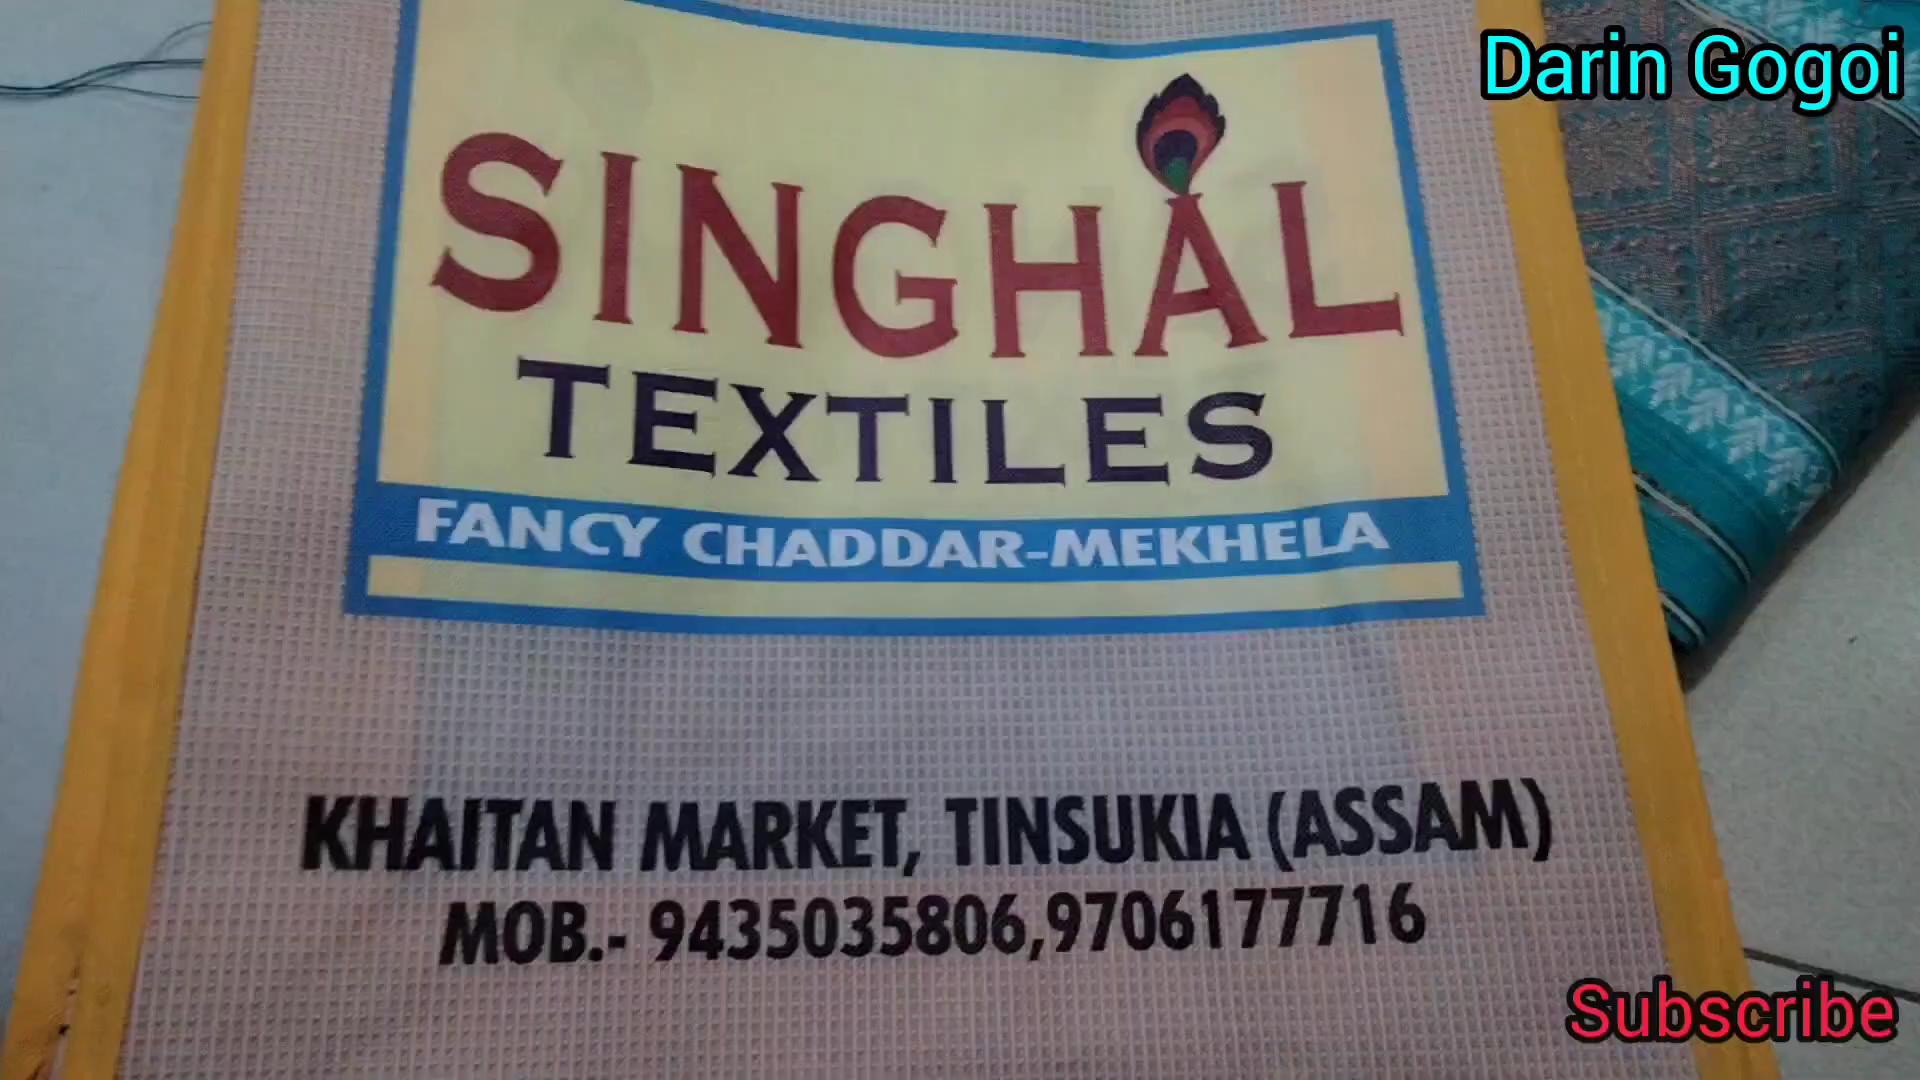 Darin Gogoi
SINGHAL
TEXTILES
FANCY CHADDAR-MEKHELA
KHAITAN MARKET, TINSUKIA (ASSAM)
MOB.- 9435035806,9706177716
Subscribe